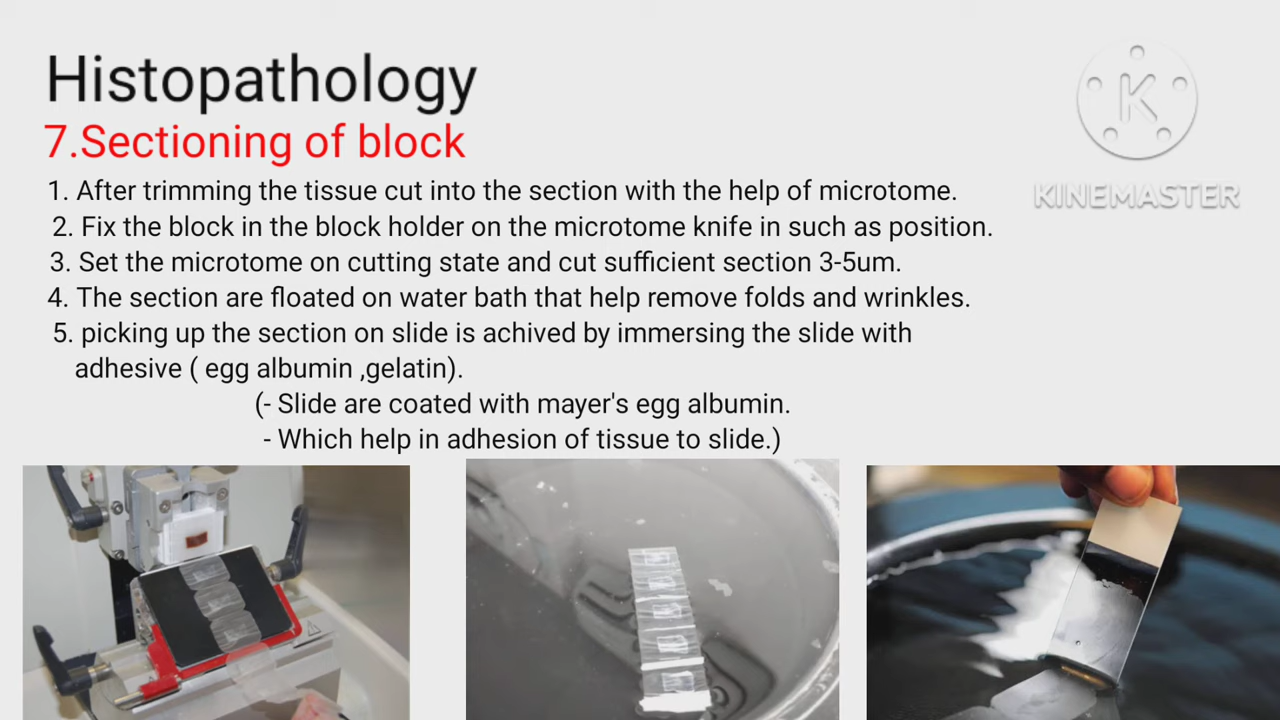 Histopathology
7.Sectioning of block
1. After trimming the tissue cut into the section with the help of microtome.
2. Fix the block in the block holder on the microtome knife in such as position.
3. Set the microtome on cutting state and cut sufficient section 3-5um.
4. The section are floated on water bath that help remove folds and wrinkles.
5. picking up the section on slide is achived by immersing the slide with
adhesive ( egg albumin ,gelatin).
(- Slide are coated with mayer's egg albumin.
- Which help in adhesion of tissue to slide.)
K
KINEMASTER